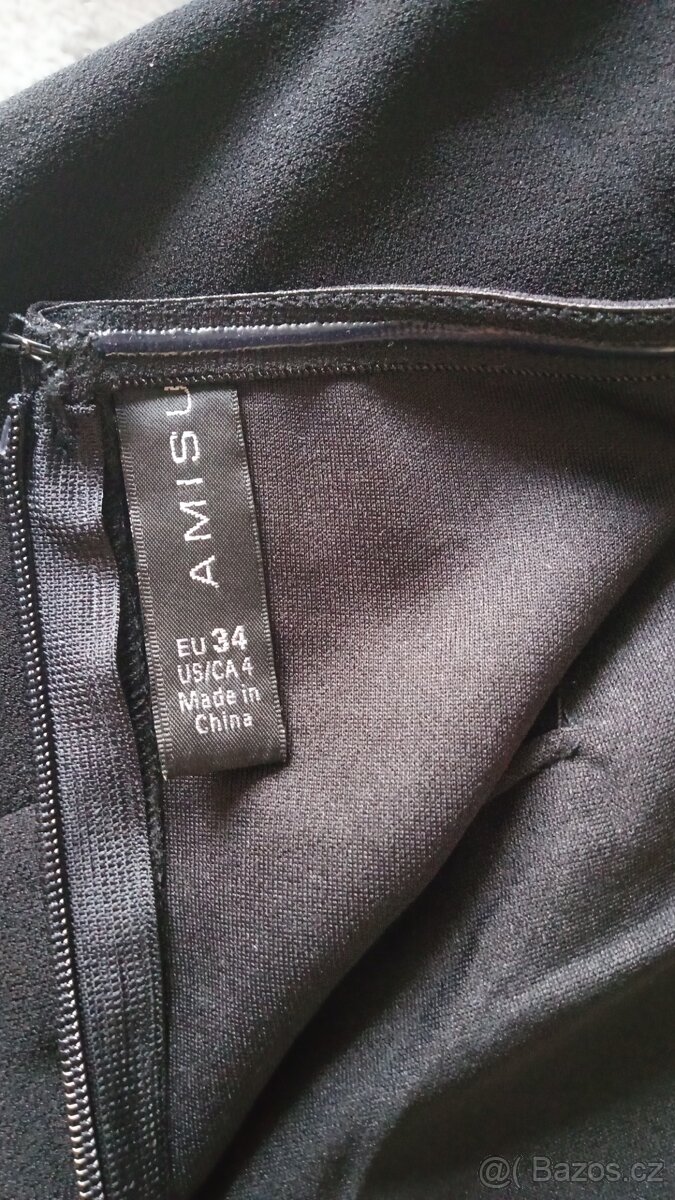 AMISU
EU 34
US/CA 4
Made in
China
@( Bazos.cz